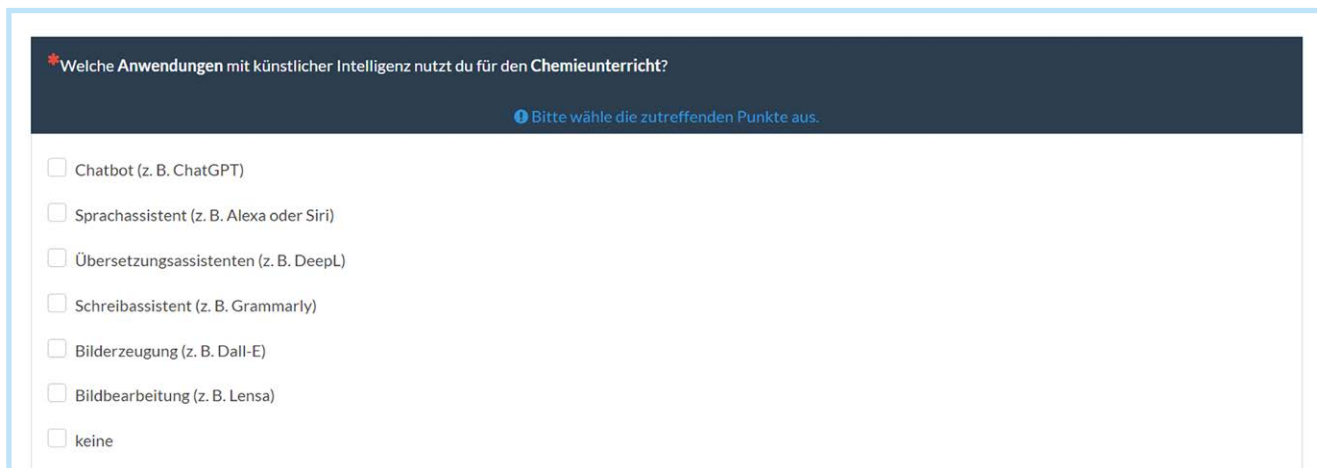 *Welche Anwendungen mit künstlicher Intelligenz nutzt du für den Chemieunterricht?
Bitte wähle die zutreffenden Punkte aus.
Chatbot (z. B. ChatGPT)
Sprachassistent (z. B. Alexa oder Siri)
Übersetzungsassistenten (z. B. DeepL)
Schreibassistent (z. B. Grammarly)
Bilderzeugung (z. B. Dall-E)
Bildbearbeitung (z. B. Lensa)
keine